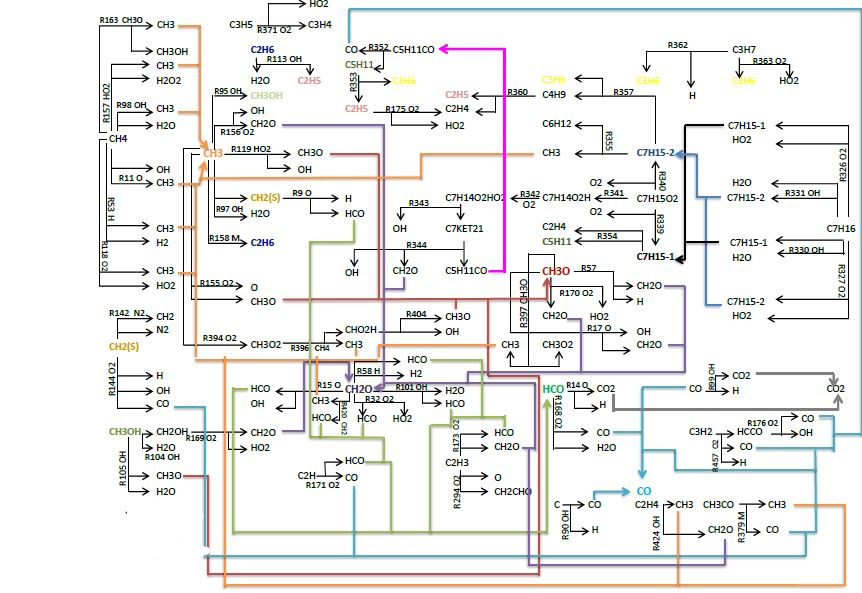 HO2
R163 CH3O CH3
C3H5 R371 O2 C3H4
CH3OH
C2H6
CO R352 C5H11CO
R362
C3H7
CH3
R113 OH
C5H11
R363 O2
H2O2
H2O
C2H5
R353
C3H6
C3H6
C3H6
H
C3H6
HO2
R157 HO2
R95 OH
CH3OH
C2H5
R360
C4H9
R357
R98 OH
CH3
OH
C2H5
R175 O2
C2H4
R156 O2
CH2O
HO2
C6H12
C7H15-1
H2O
HO2
CH4
R355
R326 O2
CH3
R119 HO2
CH3O
CH3
C7H15-2
OH
OH
R340
R11 O
CH3
O2
H2O
R53 H
CH2(S)
R9 O
H
C7H14O2HO2
R342
O2
C7H14O2H
R341
C7H15O2
C7H15-2
R331 OH
R343
R97 OH
H2O
HCO
O2
R339
CH3
OH
C7KET21
C2H4
C7H16
H2
R158 M
C2H6
R344
C5H11
R354
C7H15-1
R118 O2
H2O
R330 OH
C7H15-1
CH3
OH
CH2O
C5H11CO
CH3O
R57
HO2
R155 O2
O
R397 CH3O
CH2O
R327 O2
CH3O
R170 O2
H
C7H15-2
R142 N2
CH2
R404
CH3O
CH2O
HO2
HO2
N2
CHO2H
OH
R17 O
OH
R394 O2
CH3O2
R396 CH4
CH3
CH3
CH3O2
CH2O
CH2(S)
HCO
R58 H
H2
H
R144 O2
HCO
R15 O
CH2O
R101 OH
H2O
HCO
R14 O
CO2
CO
CO2
CO2
OH
OH
CH3
R32 O2
HCO
H
H
CO
HCO
HCO
HO2
R168 O2
R176 O2
CO
CH3OH
CH2OH
R169 O2
CH2O
R173 O2
HCO
CO
C3H2
HCCO
OH
H2O
HO2
CH2O
H2O
R457 O2
CO
R104 OH
C2H3
H
R105 OH
HCO
CH3O
C2H
CO
R294 O2
O
R171 O2
H2O
CH2CHO
CO
C
CO
C2H4
CH3
CH3CO
CH3
R90 OH
H
R424 OH
CH2O
R379 M
CO